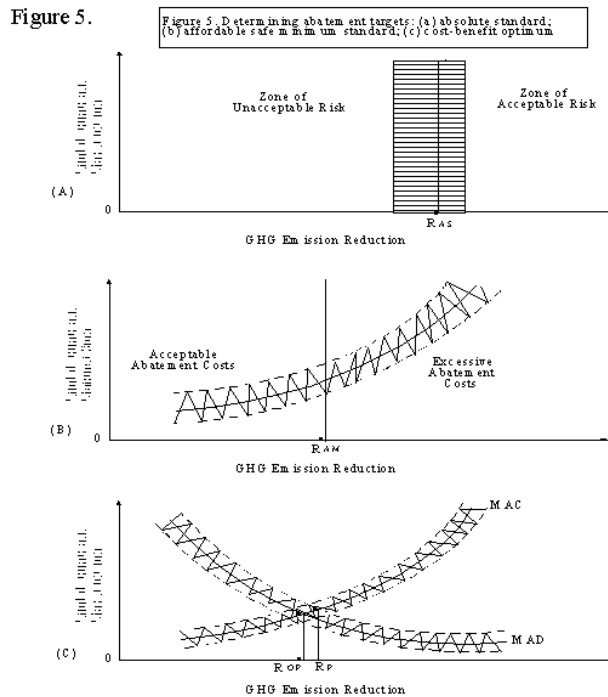 Figure 5.
Figure 5. Determining abatement targets: (a) absolute standard;
(b) affordable safe minimum standard; (c) cost-benefit optimum
Zone of
Unacceptable Risk
Zone of
Acceptable Risk
(A)
0
RAS
GHG Emission Reduction
Acceptable
Abatement Costs
Excessive
Abatement
Costs
(B)
0
RAM
GHG Emission Reduction
MAC
MAD
(C)
0
ROP
RP
GHG Emission Reduction